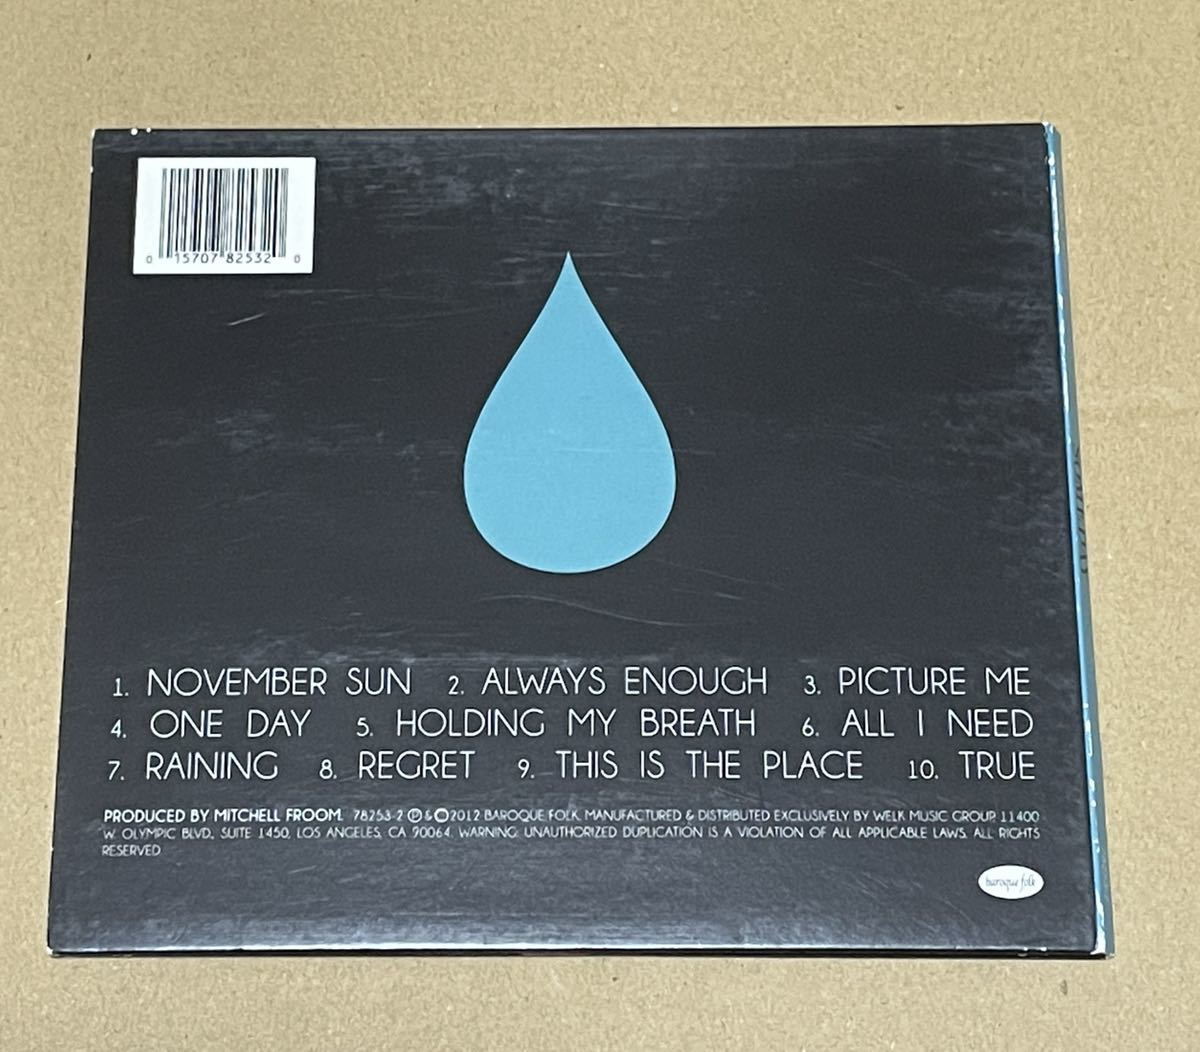 0 15707 82532 0
1. NOVEMBER SUN 2. ALWAYS ENOUGH 3. PICTURE ME
4. ONE DAY 5. HOLDING MY BREATH 6. ALL I NEED
7. RAINING 8. REGRET 9. THIS IS THE PLACE 10. TRUE
PRODUCED BY MITCHELL FROOM. 78253-2 ℗ & © 2012 BAROQUE FOLK. MANUFACTURED & DISTRIBUTED EXCLUSIVELY BY WELK MUSIC GROUP. 11400
W. OLYMPIC BLVD., SUITE 1450, LOS ANGELES, CA 90064. WARNING: UNAUTHORIZED DUPLICATION IS A VIOLATION OF ALL APPLICABLE LAWS. ALL RIGHTS
RESERVED.
baroque folk